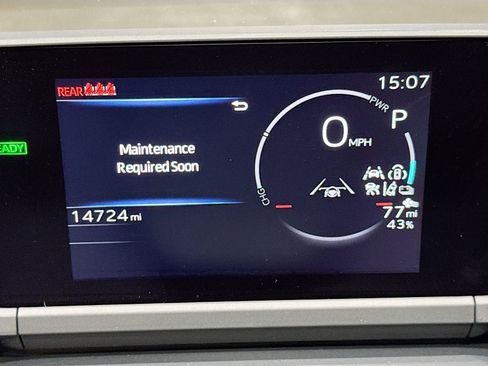 REAR
15:07
PWR
P
0 MPH
Maintenance
Required Soon
READY
CHG
14724 mi
77 mi
43%